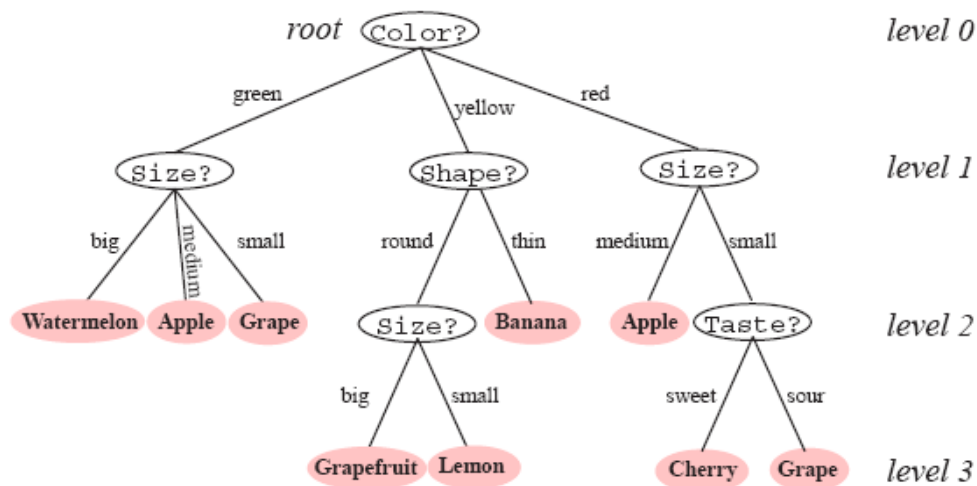 root Color? level 0
green yellow red
Size? Shape? Size? level 1
big medium small round thin medium small
Watermelon Apple Grape Size? Banana Apple Taste? level 2
big small sweet sour
Grapefruit Lemon Cherry Grape level 3